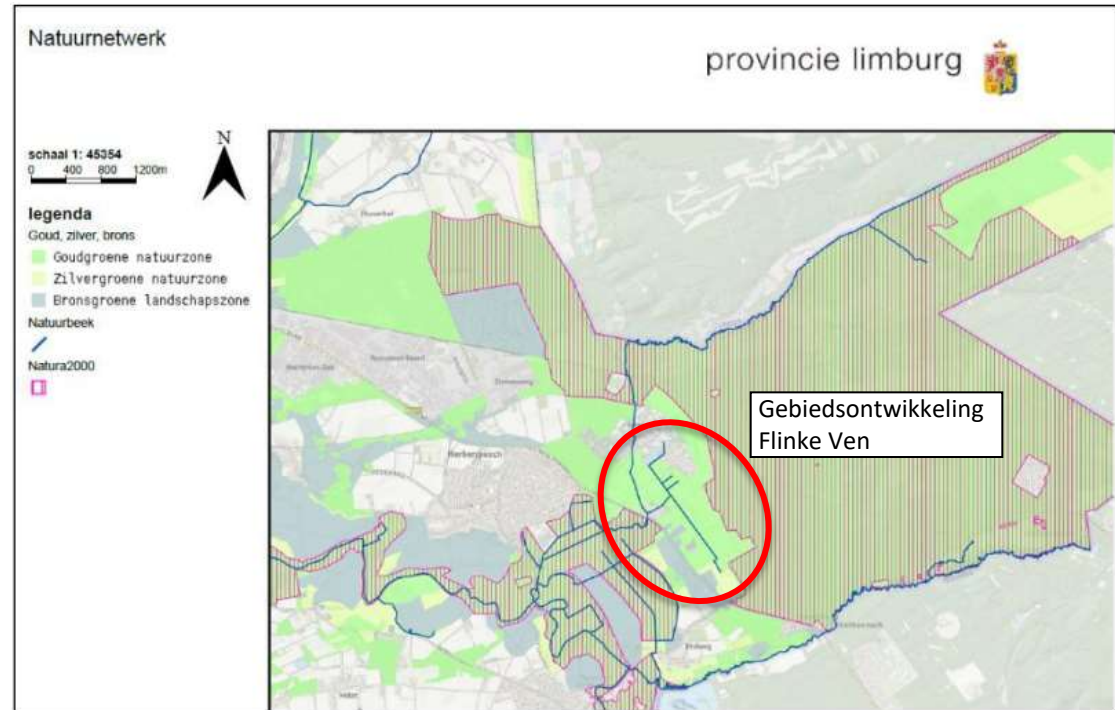 Natuurnetwerk
provincie limburg
N
schaal 1: 45354
0 400 800 1200m
legenda
Goud, zilver, brons
Goudgroene natuurzone
Zilvergroene natuurzone
Bronsgroene landschapszone
Natuurbeek
Natura2000
Gebiedsontwikkeling
Flinke Ven
Herkenbosch